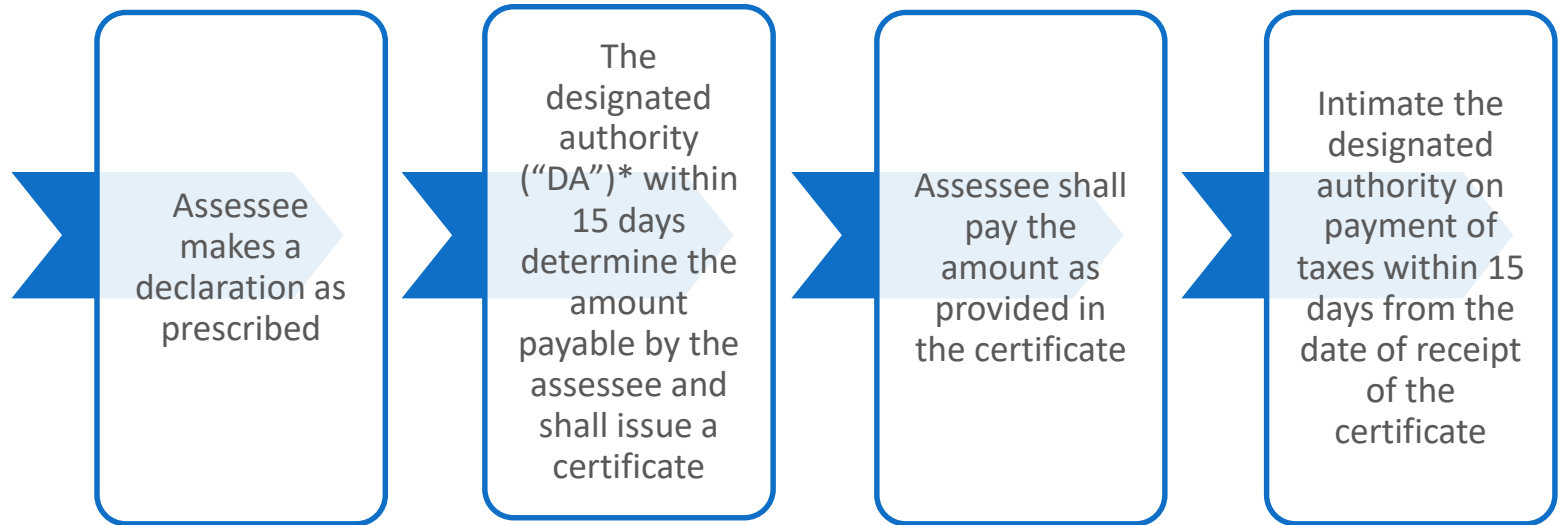 Assessee
makes a
declaration as
prescribed
The
designated
authority
(“DA”)* within
15 days
determine the
amount
payable by the
assessee and
shall issue a
certificate
Assessee shall
pay the
amount as
provided in
the certificate
Intimate the
designated
authority on
payment of
taxes within 15
days from the
date of receipt
of the
certificate